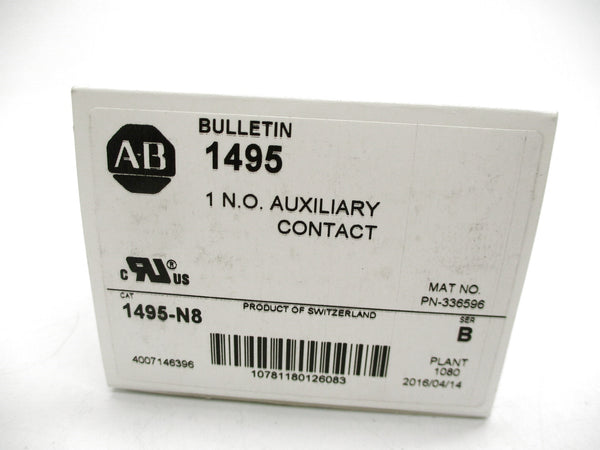 A-B
BULLETIN
1495
1 N.O. AUXILIARY
CONTACT
c RU ® US
MAT NO.
PN-336596
CAT
1495-N8
PRODUCT OF SWITZERLAND
SER
B
4007146396
10781180126083
PLANT
1080
2016/04/14